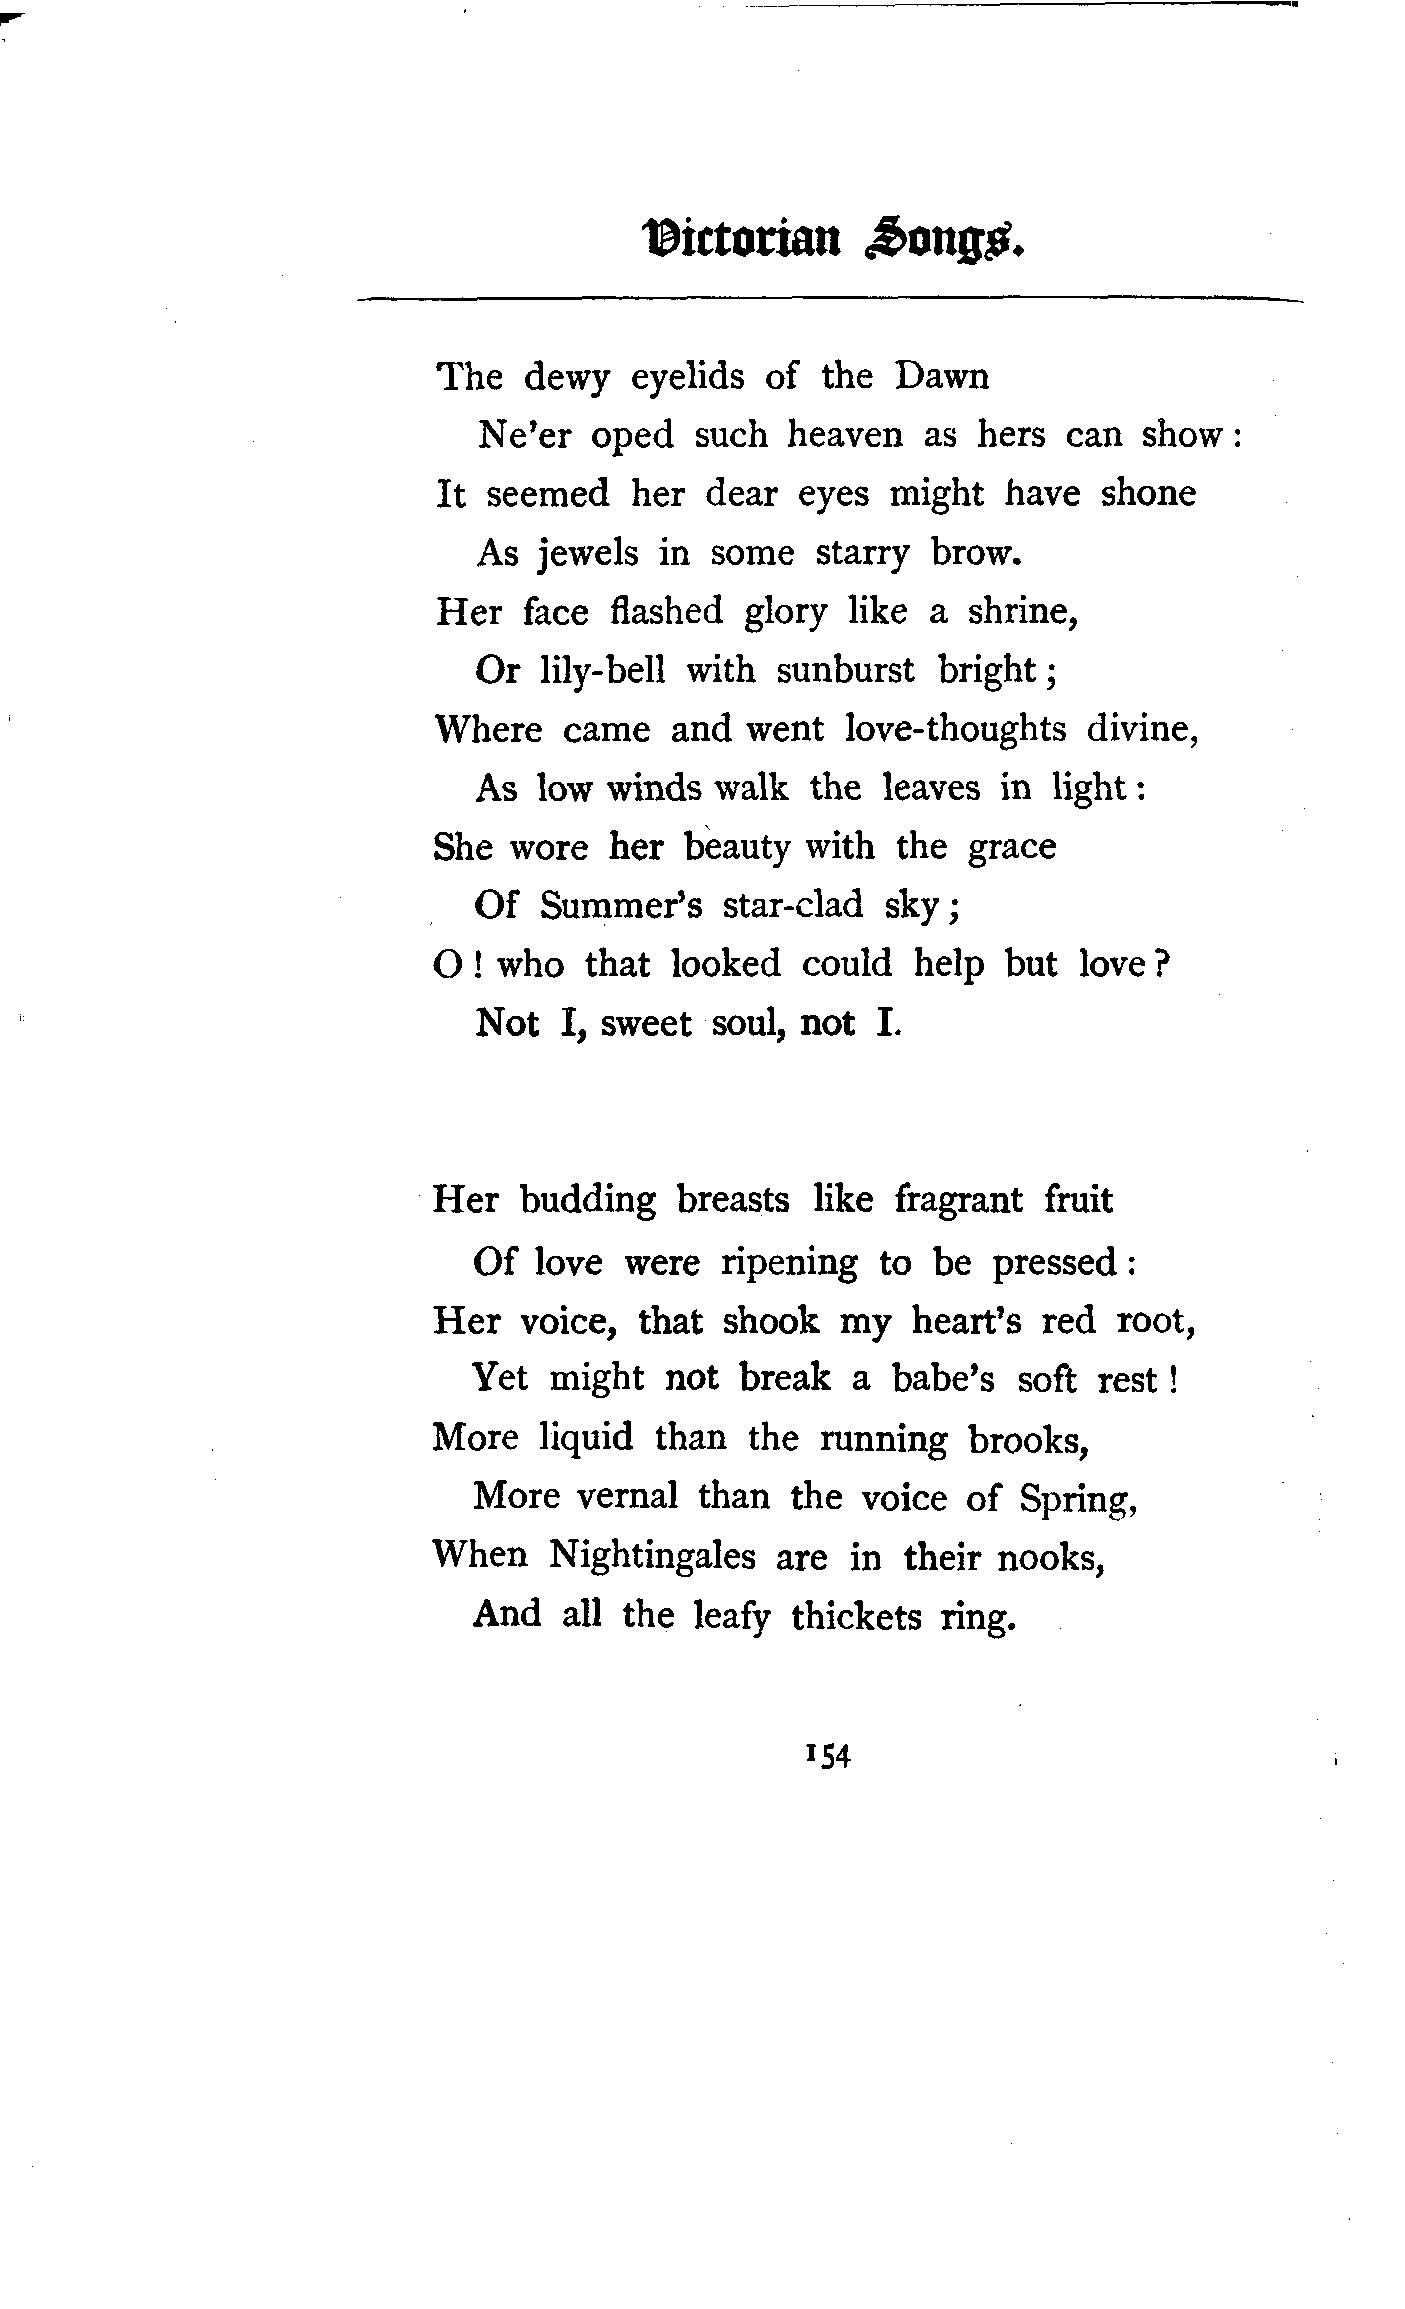 Victorian Songs.
The dewy eyelids of the Dawn
Ne'er oped such heaven as hers can show :
It seemed her dear eyes might have shone
As jewels in some starry brow.
Her face flashed glory like a shrine,
Or lily-bell with sunburst bright ;
Where came and went love-thoughts divine,
As low winds walk the leaves in light :
She wore her beauty with the grace
Of Summer's star-clad sky ;
O ! who that looked could help but love ?
Not I, sweet soul, not I.
Her budding breasts like fragrant fruit
Of love were ripening to be pressed :
Her voice, that shook my heart's red root,
Yet might not break a babe's soft rest !
More liquid than the running brooks,
More vernal than the voice of Spring,
When Nightingales are in their nooks,
And all the leafy thickets ring.
154